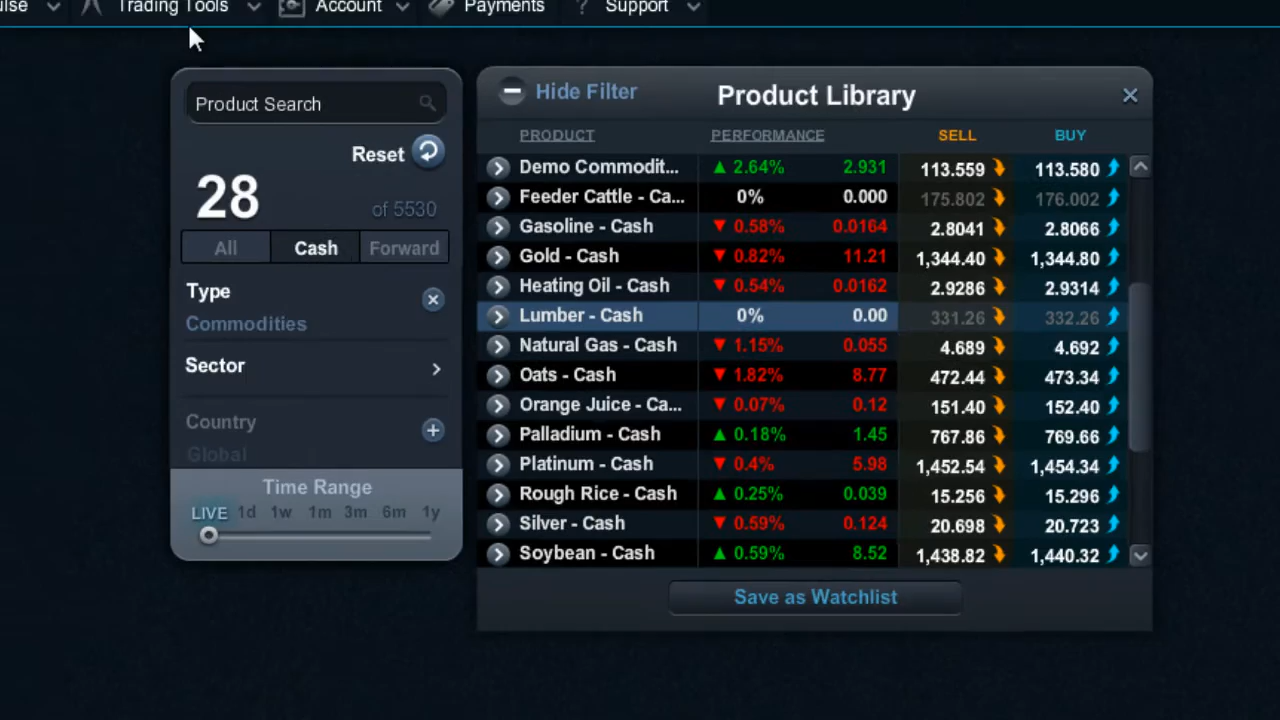 ulse Trading Tools Account Payments ? Support
Product Search
Reset
28 of 5530
All Cash Forward
Type
Commodities
Sector
Country
Global
Time Range
LIVE 1d 1w 1m 3m 6m 1y
Hide Filter Product Library
PRODUCT PERFORMANCE SELL BUY
Demo Commodit... ▲ 2.64% 2.931 113.559 113.580
Feeder Cattle - Ca... 0% 0.000 175.802 176.002
Gasoline - Cash ▼ 0.58% 0.0164 2.8041 2.8066
Gold - Cash ▼ 0.82% 11.21 1,344.40 1,344.80
Heating Oil - Cash ▼ 0.54% 0.0162 2.9286 2.9314
Lumber - Cash 0% 0.00 331.26 332.26
Natural Gas - Cash ▼ 1.15% 0.055 4.689 4.692
Oats - Cash ▼ 1.82% 8.77 472.44 473.34
Orange Juice - Ca... ▼ 0.07% 0.12 151.40 152.40
Palladium - Cash ▲ 0.18% 1.45 767.86 769.66
Platinum - Cash ▼ 0.4% 5.98 1,452.54 1,454.34
Rough Rice - Cash ▲ 0.25% 0.039 15.256 15.296
Silver - Cash ▼ 0.59% 0.124 20.698 20.723
Soybean - Cash ▲ 0.59% 8.52 1,438.82 1,440.32
Save as Watchlist